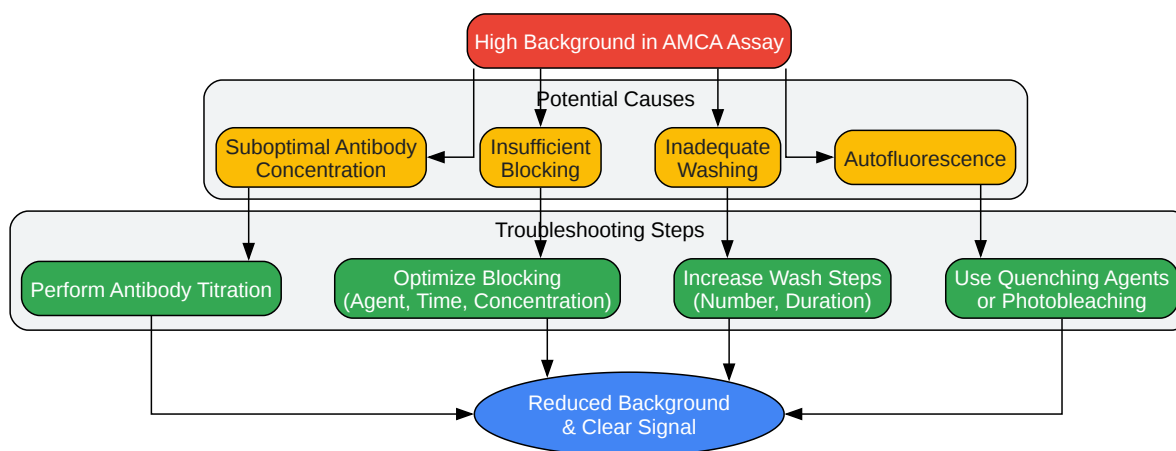 High Background in AMCA Assay
Potential Causes
Suboptimal Antibody
Concentration
Insufficient
Blocking
Inadequate
Washing
Autofluorescence
Troubleshooting Steps
Perform Antibody Titration
Optimize Blocking
(Agent, Time, Concentration)
Increase Wash Steps
(Number, Duration)
Use Quenching Agents
or Photobleaching
Reduced Background
& Clear Signal